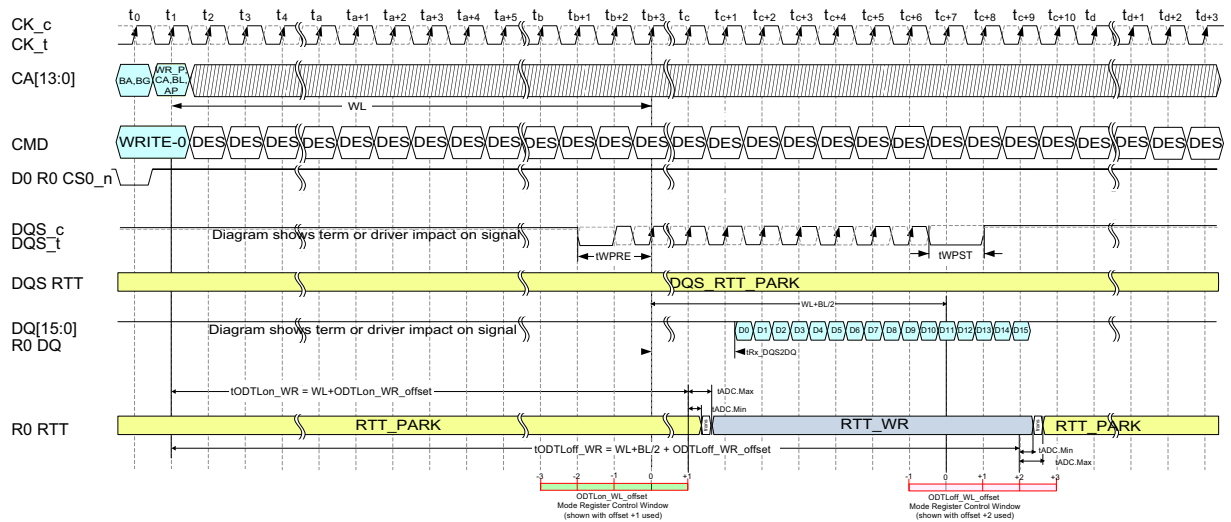 t0 t1 t2 t3 t4 ta ta+1 ta+2 ta+3 ta+4 ta+5 tb tb+1 tb+2 tb+3 tc tc+1 tc+2 tc+3 tc+4 tc+5 tc+6 tc+7 tc+8 tc+9 tc+10 td td+1 td+2 td+3
CK_c
CK_t
CA[13:0]
BA,BG
WR_P,
CA,BL,
AP
WL
CMD
WRITE-0 DES DES DES DES DES DES DES DES DES DES DES DES DES DES DES DES DES DES DES DES DES DES DES DES DES DES DES DES
D0 R0 CS0_n
DQS_c
DQS_t
Diagram shows term or driver impact on signal
tWPRE
tWPST
DQS RTT
DQS_RTT_PARK
WL+BL/2
DQ[15:0]
R0 DQ
Diagram shows term or driver impact on signal
D0 D1 D2 D3 D4 D5 D6 D7 D8 D9 D10 D11 D12 D13 D14 D15
tRx_DQS2DQ
tODTLon_WR = WL+ODTLon_WR_offset
tADC.Max
tADC.Min
R0 RTT
RTT_PARK
RTT_WR
RTT_PARK
tODTLoff_WR = WL+BL/2 + ODTLoff_WR_offset
tADC.Min
tADC.Max
-3 -2 -1 0 +1
ODTLon_WL_offset
Mode Register Control Window
(shown with offset +1 used)
-1 0 +1 +2 +3
ODTLoff_WL_offset
Mode Register Control Window
(shown with offset +2 used)